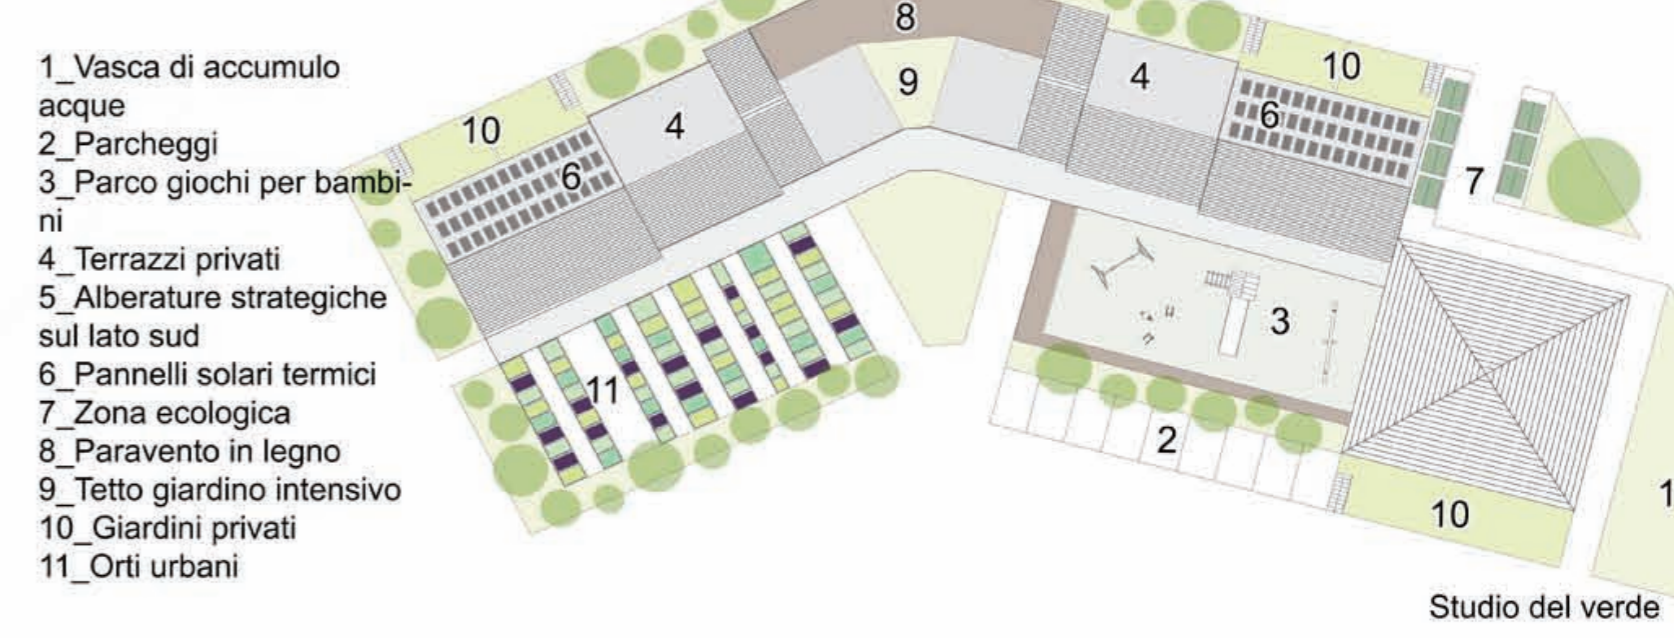 1_Vasca di accumulo
acque
2_Parcheggi
3_Parco giochi per bambi-
ni
4_Terrazzi privati
5_Alberature strategiche
sul lato sud
6_Pannelli solari termici
7_Zona ecologica
8_Paravento in legno
9_Tetto giardino intensivo
10_Giardini privati
11_Orti urbani
8
9
4
10
10
4
6
6
7
3
11
2
10
1
Studio del verde